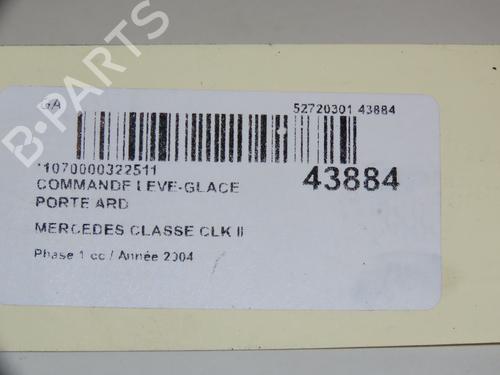 GA
52720301 43884
*1070000322511
COMMANDE LEVE-GLACE
43884
PORTE ARD
MERCEDES CLASSE CLK II
Phase 1 cc / Année 2004
B-PARTS